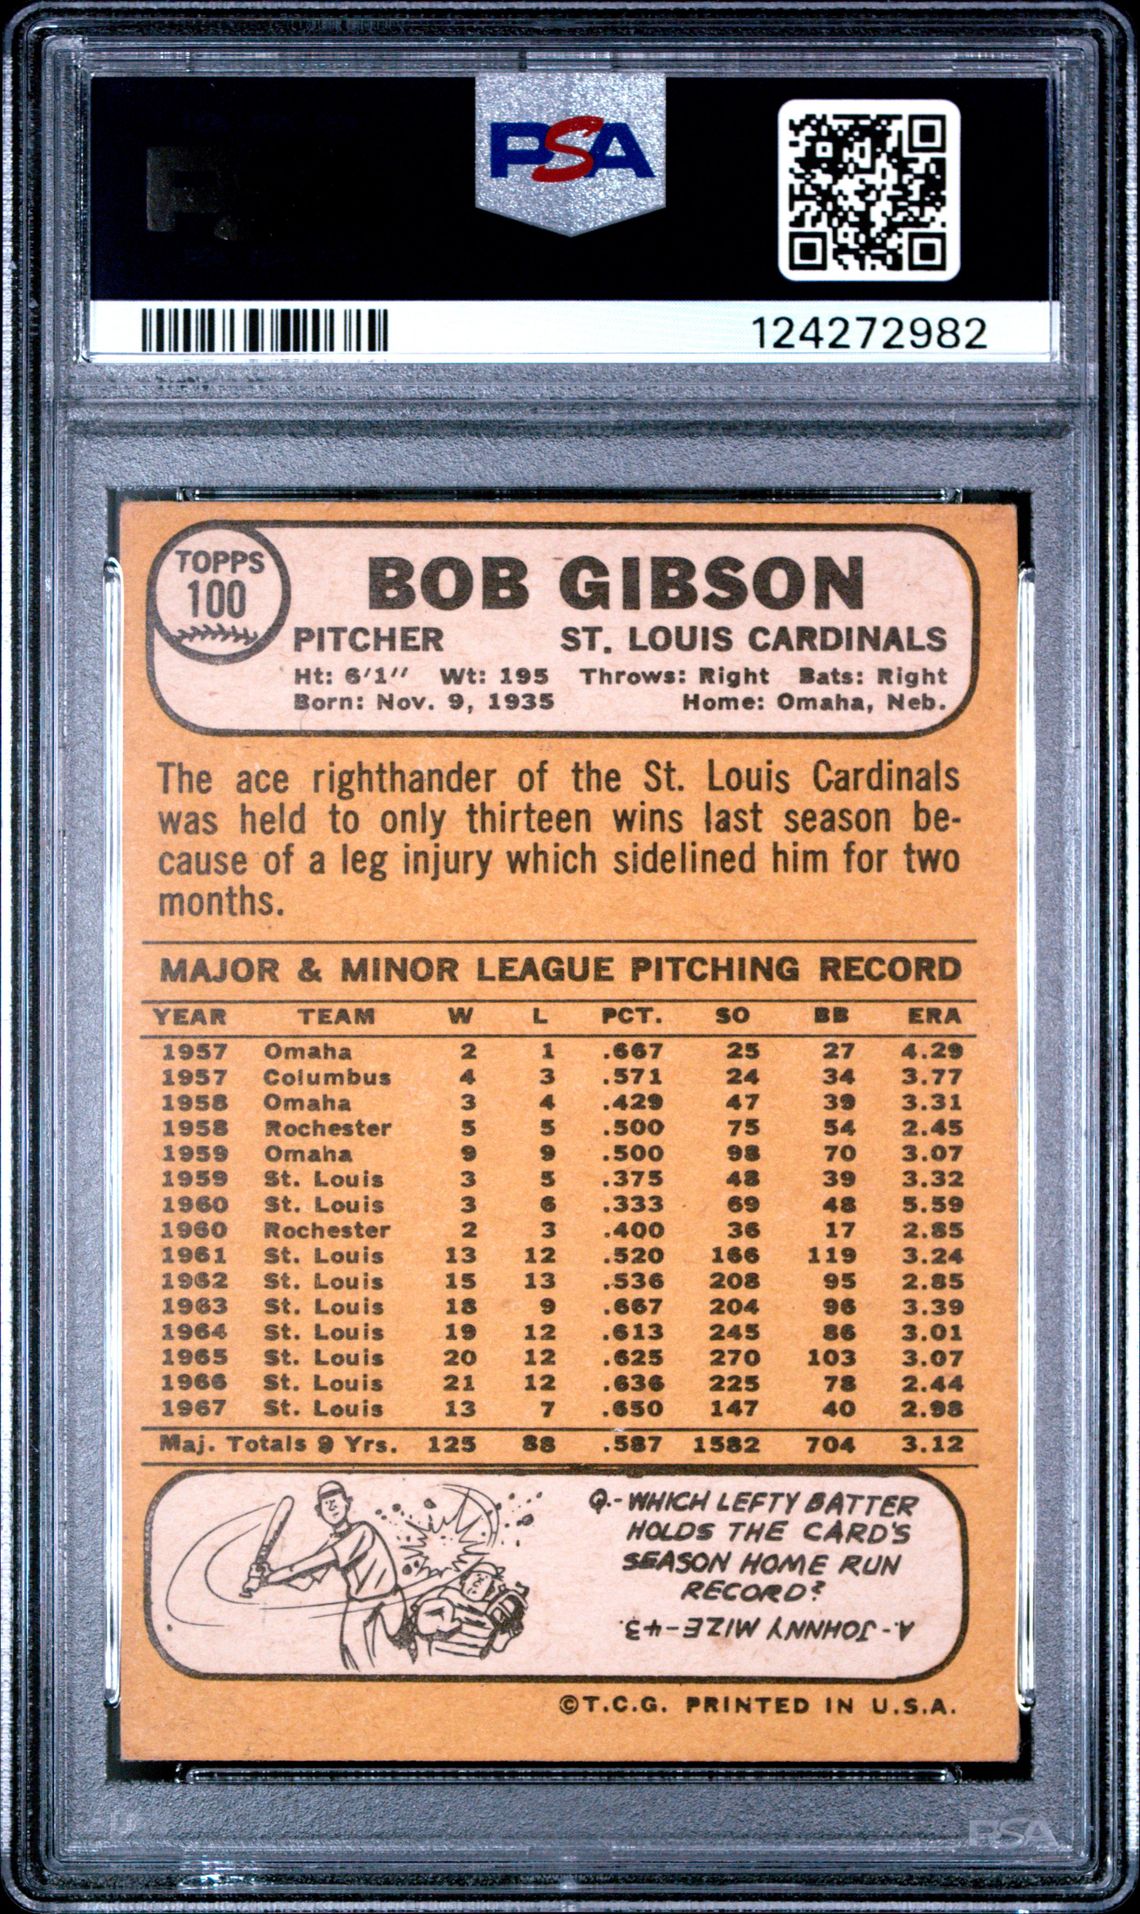 PSA
124272982
TOPPS
100
BOB GIBSON
PITCHER ST. LOUIS CARDINALS
Ht: 6'1" Wt: 195 Throws: Right Bats: Right
Born: Nov. 9, 1935 Home: Omaha, Neb.
The ace righthander of the St. Louis Cardinals
was held to only thirteen wins last season be-
cause of a leg injury which sidelined him for two
months.
MAJOR & MINOR LEAGUE PITCHING RECORD
YEAR TEAM W L PCT. SO BB ERA
1957 Omaha 2 1 .667 25 27 4.29
1957 Columbus 4 3 .571 24 34 3.77
1958 Omaha 3 4 .429 47 39 3.31
1958 Rochester 5 5 .500 75 54 2.45
1959 Omaha 9 9 .500 98 70 3.07
1959 St. Louis 3 5 .375 48 39 3.32
1960 St. Louis 3 6 .333 69 48 5.59
1960 Rochester 2 3 .400 36 17 2.85
1961 St. Louis 13 12 .520 166 119 3.24
1962 St. Louis 15 13 .536 208 95 2.85
1963 St. Louis 18 9 .667 204 96 3.39
1964 St. Louis 19 12 .613 245 86 3.01
1965 St. Louis 20 12 .625 270 103 3.07
1966 St. Louis 21 12 .636 225 78 2.44
1967 St. Louis 13 7 .650 147 40 2.98
Maj. Totals 9 Yrs. 125 88 .587 1582 704 3.12
Q.- WHICH LEFTY BATTER
HOLDS THE CARD'S
SEASON HOME RUN
RECORD?
A.- JOHNNY MIZE-43.
©T.C.G. PRINTED IN U.S.A.
PSA